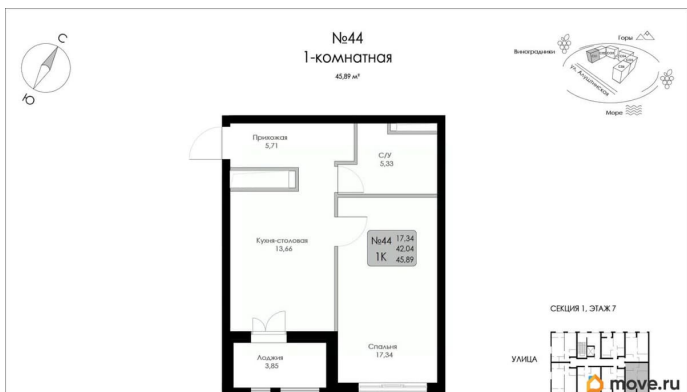 С
Ю
№44
1-комнатная
45,89 м²
Горы
Виноградники
ул. Алуштинская
Море
Прихожая
5,71
С/У
5,33
Кухня-столовая
13,66
№44 17,34
42,04
1К 45,89
Спальня
17,34
Лоджия
3,85
СЕКЦИЯ 1, ЭТАЖ 7
УЛИЦА
move.ru